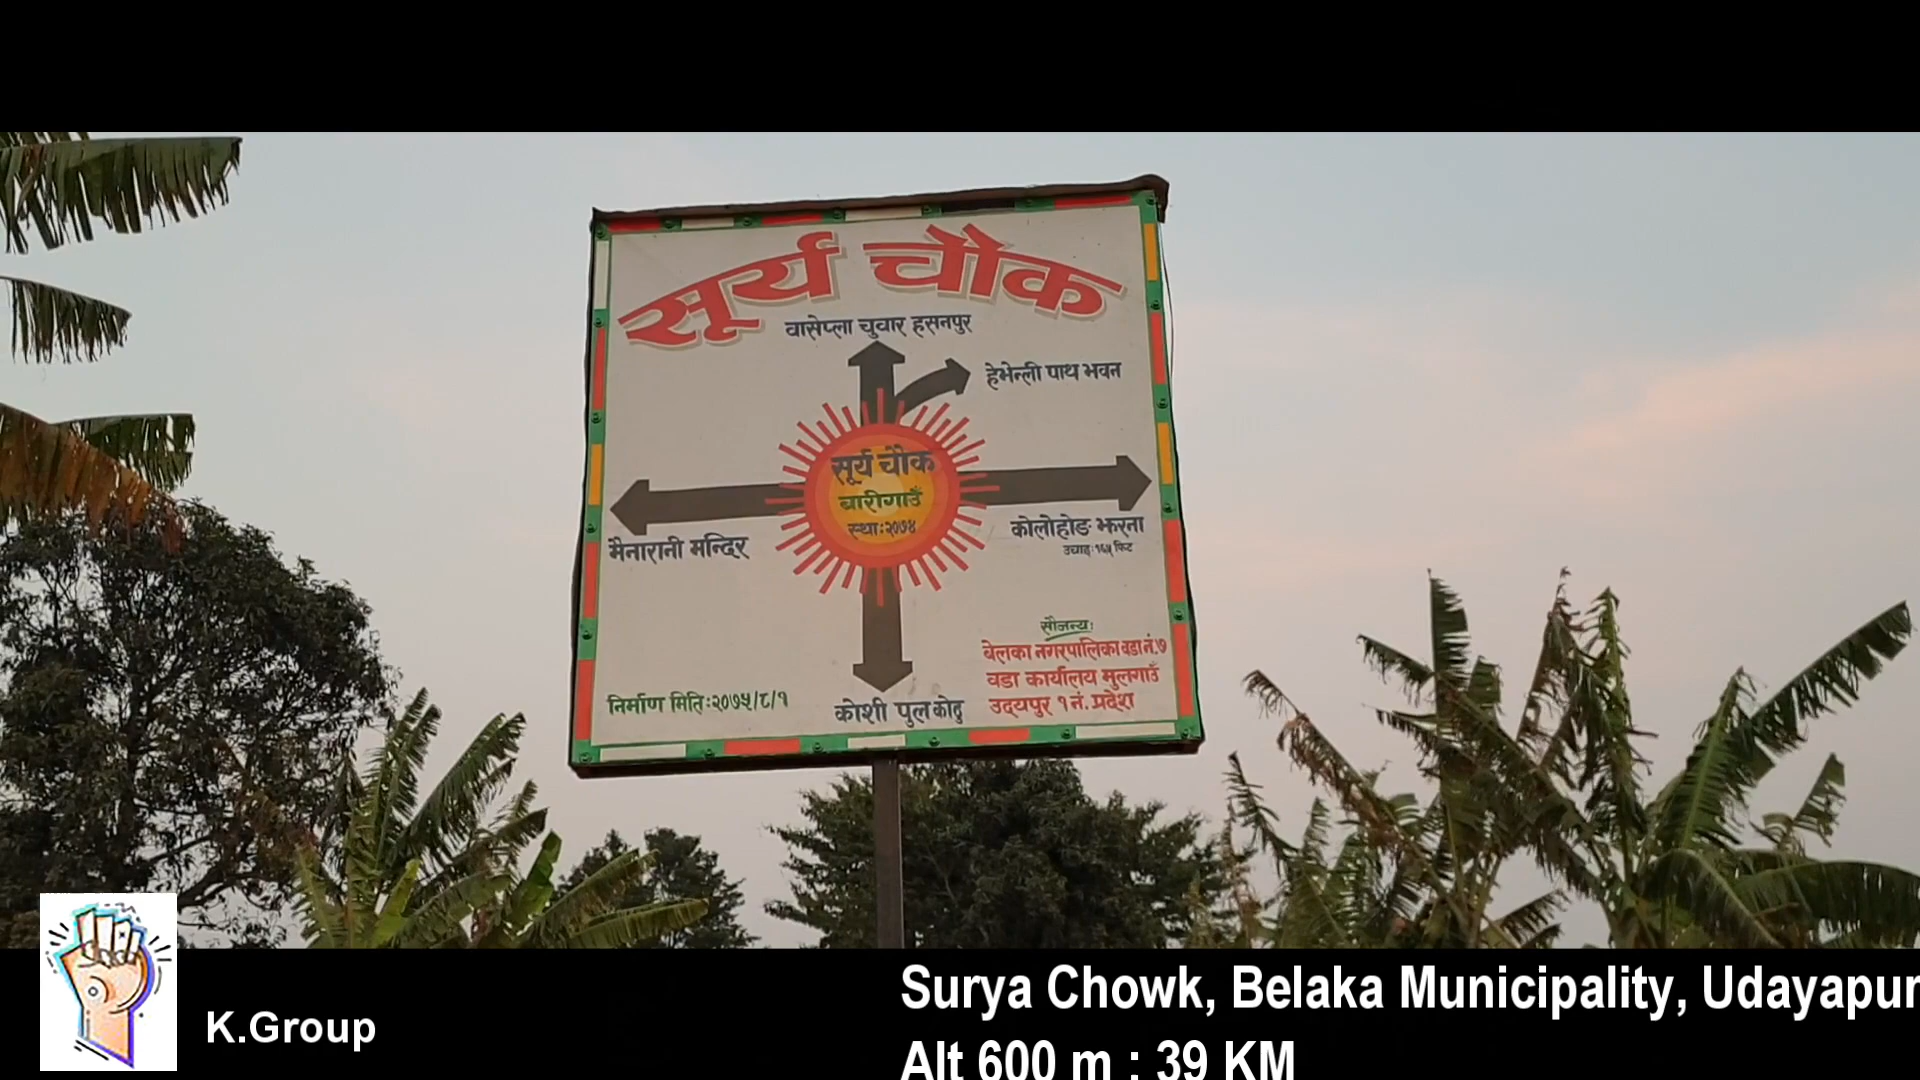 सूर्य चौक
वासेप्ला चुवार हसनपुर
हेभेन्ली पाथ भवन
सूर्य चौक
बारीगाउँ
स्था:२०७४
मैनारानी मन्दिर
कोलोहोङ झरना
उचाइ:१६५ फिट
सौजन्य:
बेलका नगरपालिका वडा नं.७
वडा कार्यालय मुलगाउँ
उदयपुर १ नं. प्रदेश
निर्माण मिति:२०७५/८/१
कोशी पुल कोटु
K.Group
Surya Chowk, Belaka Municipality, Udayapur
Alt 600 m : 39 KM